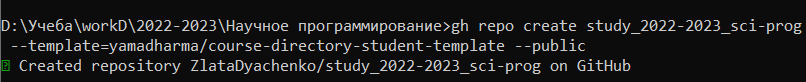 D:\Учеба\workD\2022-2023\Научное программирование>gh repo create study_2022-2023_sci-prog
--template=yamadharma/course-directory-student-template --public
Created repository ZlataDyachenko/study_2022-2023_sci-prog on GitHub